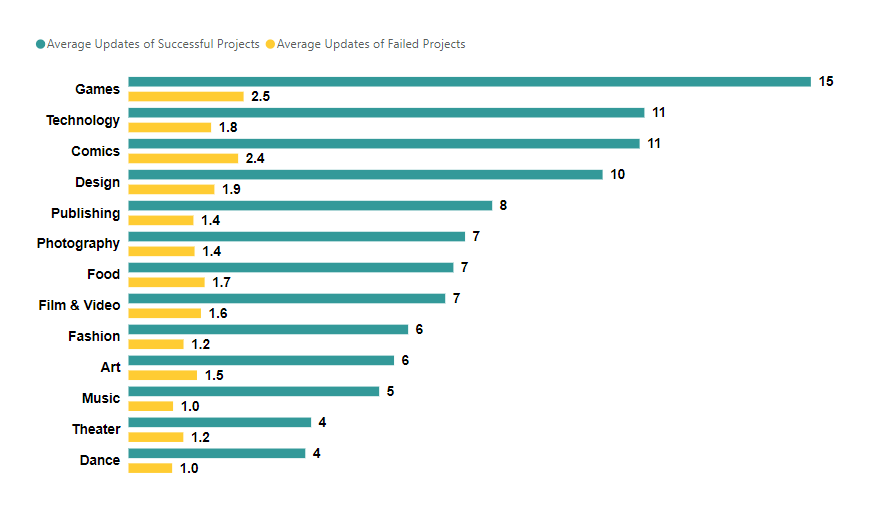 Average Updates of Successful Projects Average Updates of Failed Projects
Games 15
2.5
Technology 11
1.8
Comics 11
2.4
Design 10
1.9
Publishing 8
1.4
Photography 7
1.4
Food 7
1.7
Film & Video 7
1.6
Fashion 6
1.2
Art 6
1.5
Music 5
1.0
Theater 4
1.2
Dance 4
1.0